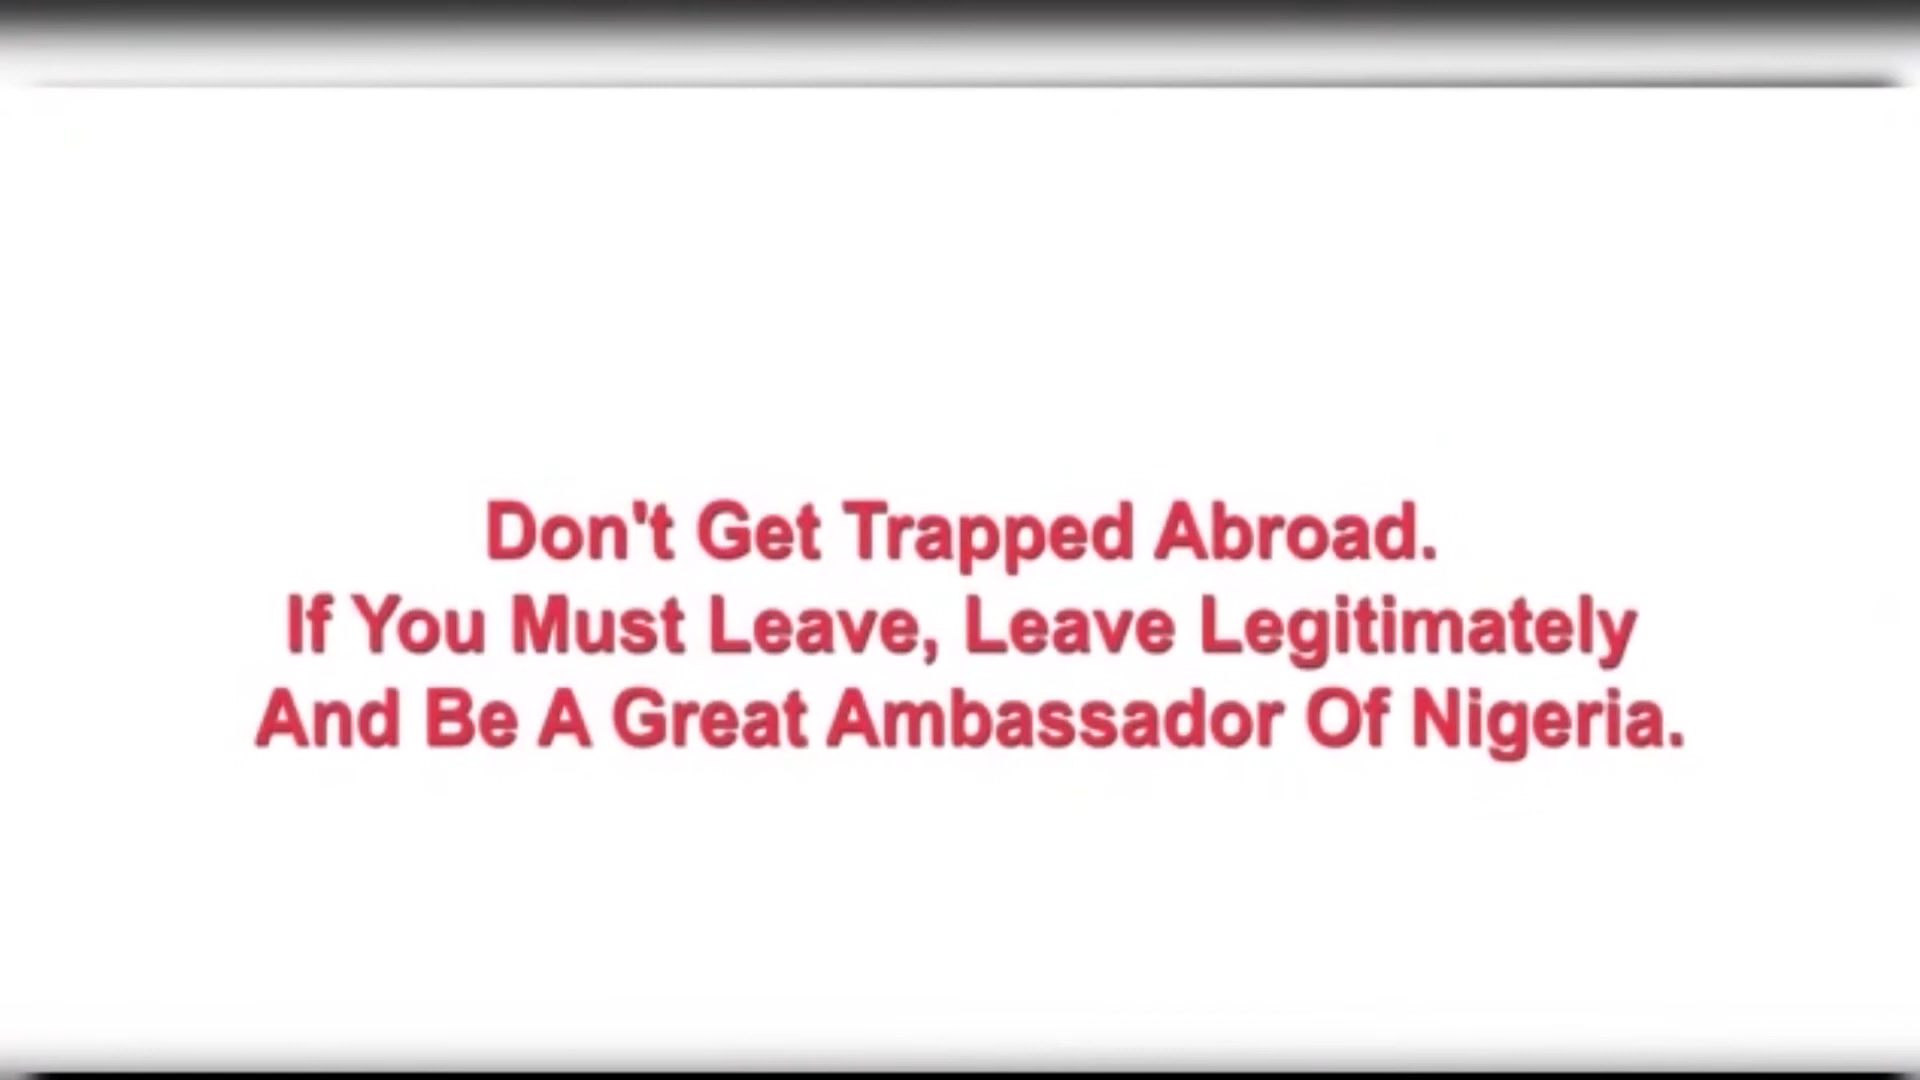 Don't Get Trapped Abroad.
If You Must Leave, Leave Legitimately
And Be A Great Ambassador Of Nigeria.